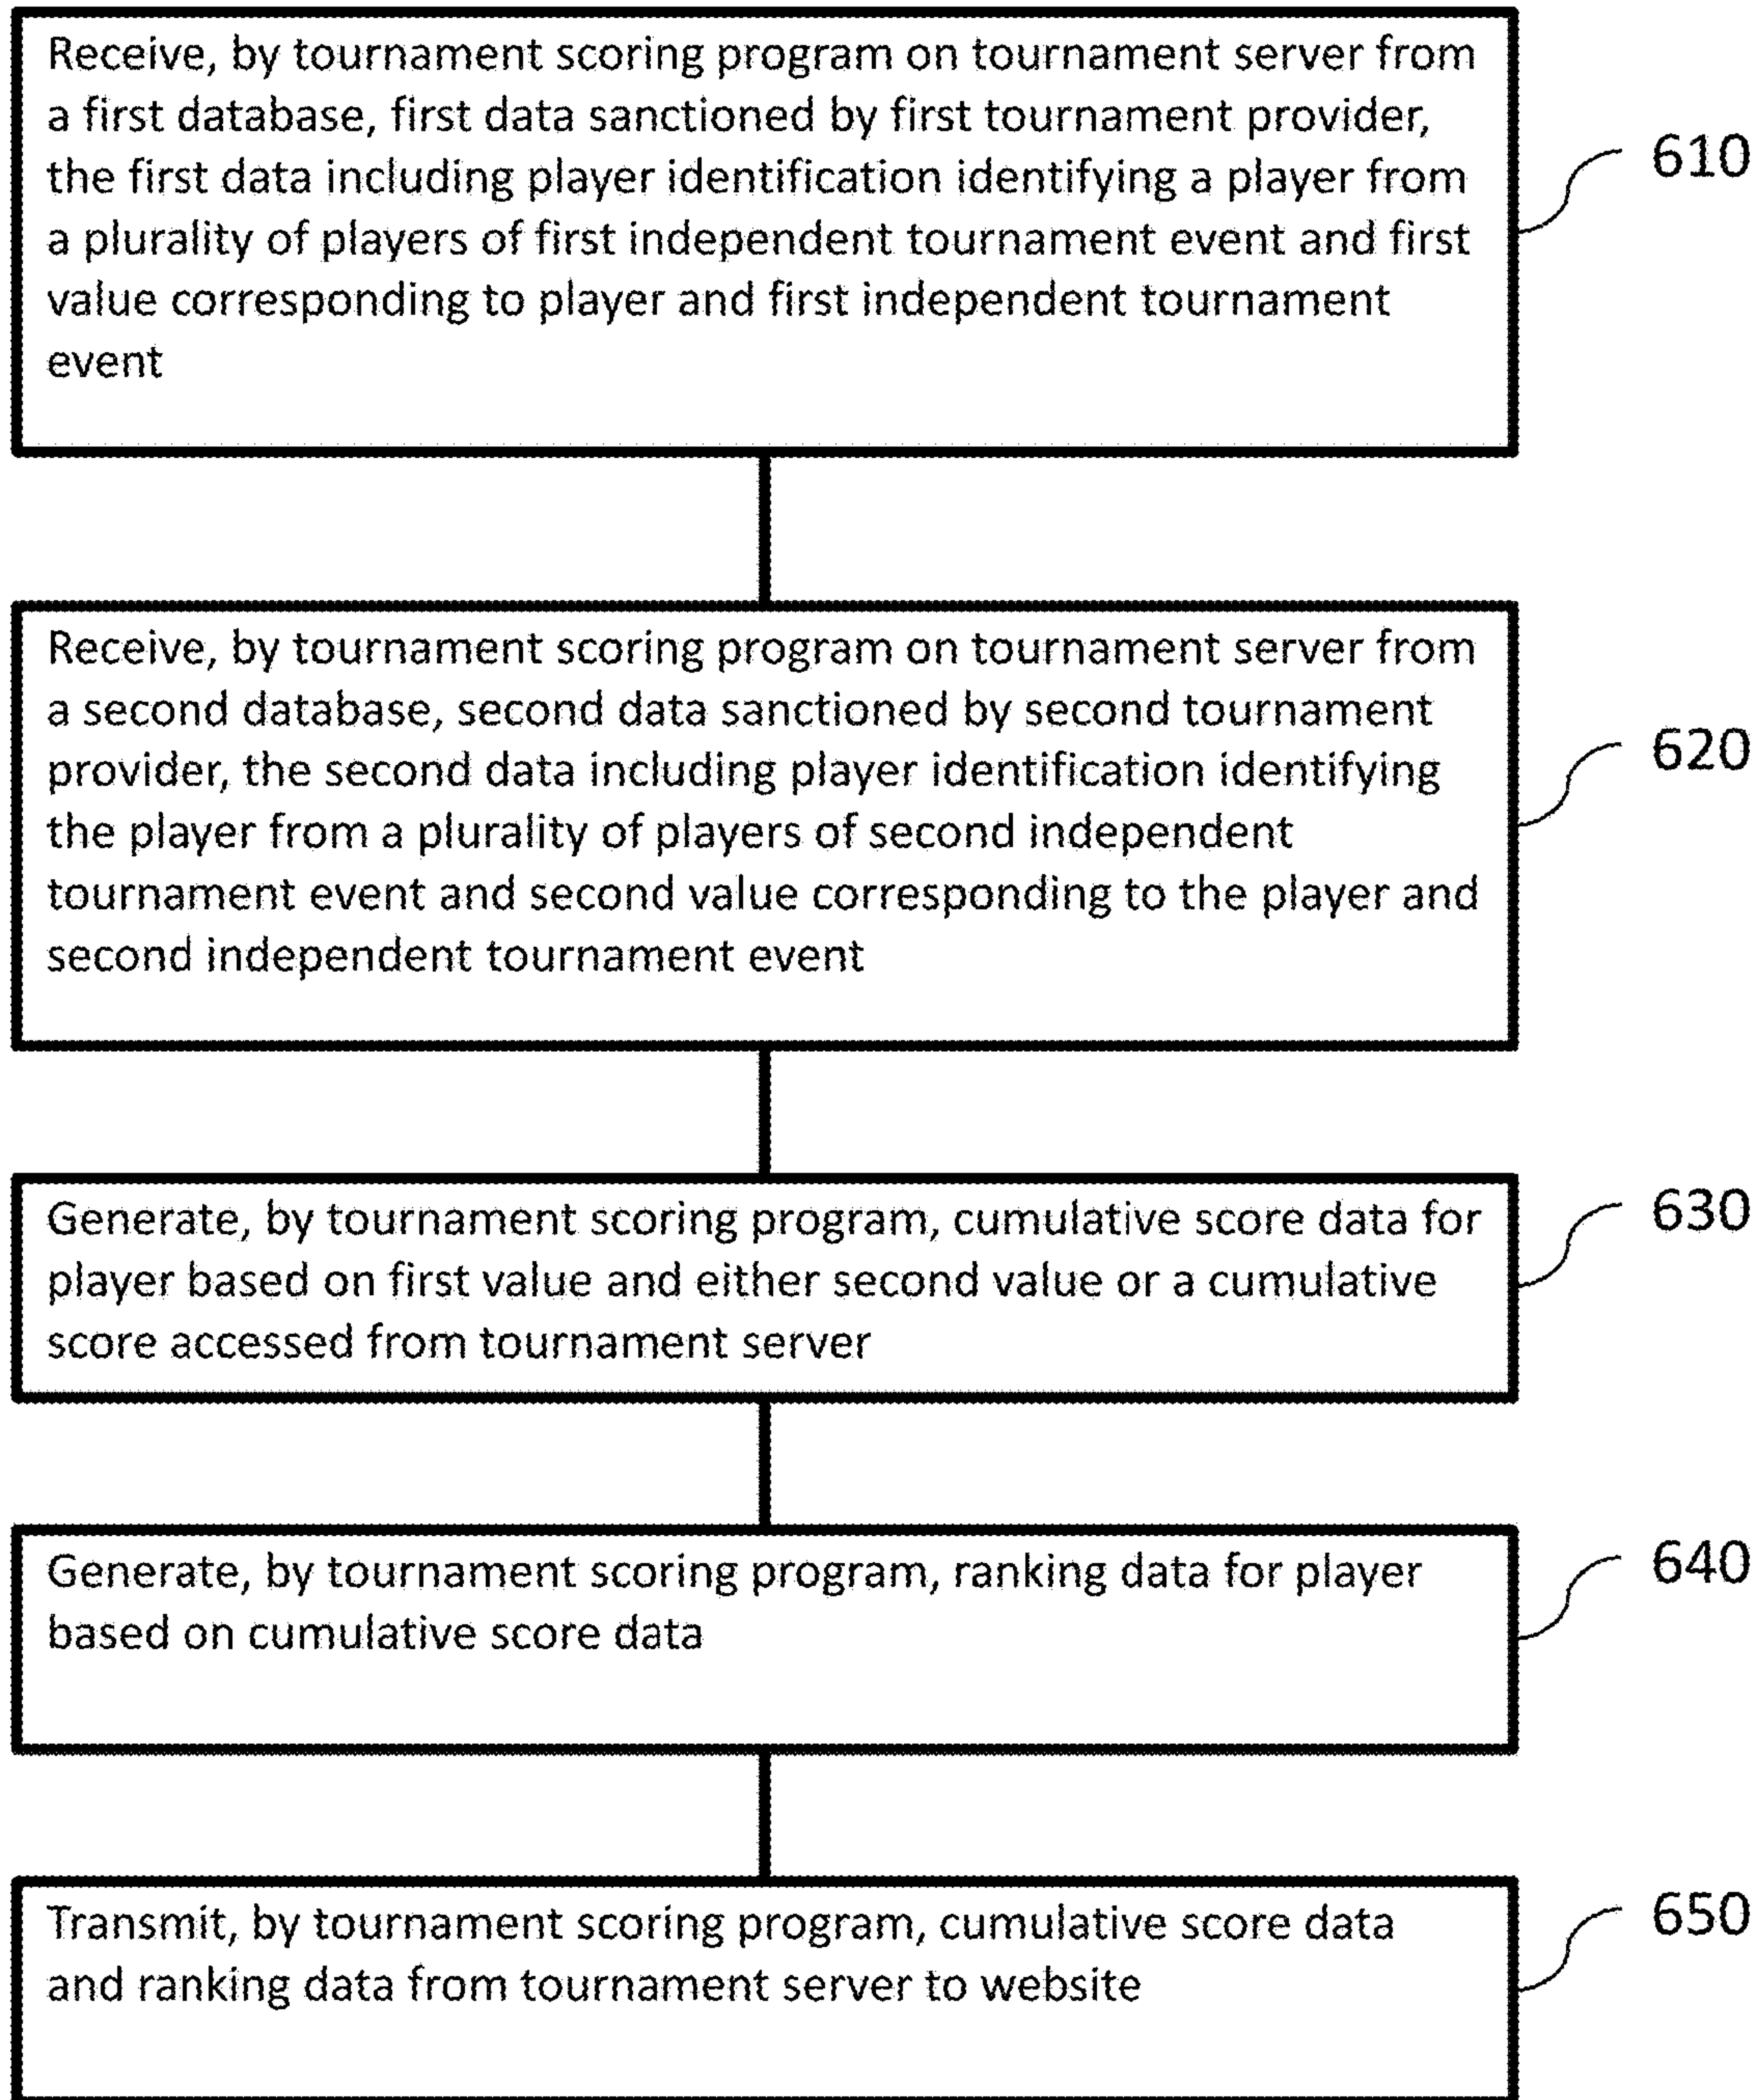 Receive, by tournament scoring program on tournament server from
a first database, first data sanctioned by first tournament provider,
the first data including player identification identifying a player from
a plurality of players of first independent tournament event and first
value corresponding to player and first independent tournament
event
610
Receive, by tournament scoring program on tournament server from
a second database, second data sanctioned by second tournament
provider, the second data including player identification identifying
the player from a plurality of players of second independent
tournament event and second value corresponding to the player and
second independent tournament event
620
Generate, by tournament scoring program, cumulative score data for
player based on first value and either second value or a cumulative
score accessed from tournament server
630
Generate, by tournament scoring program, ranking data for player
based on cumulative score data
640
Transmit, by tournament scoring program, cumulative score data
and ranking data from tournament server to website
650